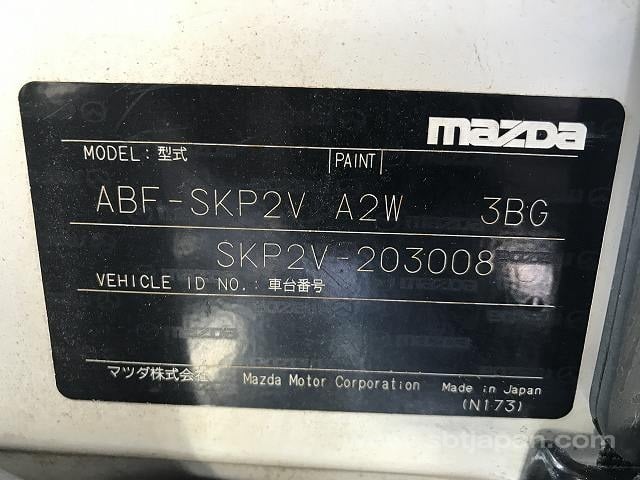 mazda
MODEL: 型式 PAINT
ABF-SKP2V A2W 3BG
SKP2V-203008
VEHICLE ID NO.: 車台番号
マツダ株式会社 Mazda Motor Corporation Made in Japan
(N173)
sbtjapan.com